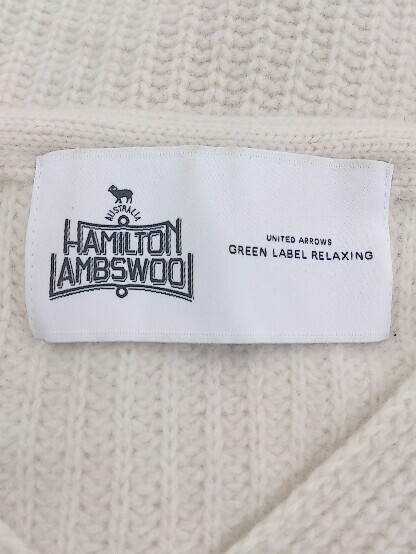 AUSTRALIA
HAMILTON
LAMBSWOOL
UNITED ARROWS
GREEN LABEL RELAXING